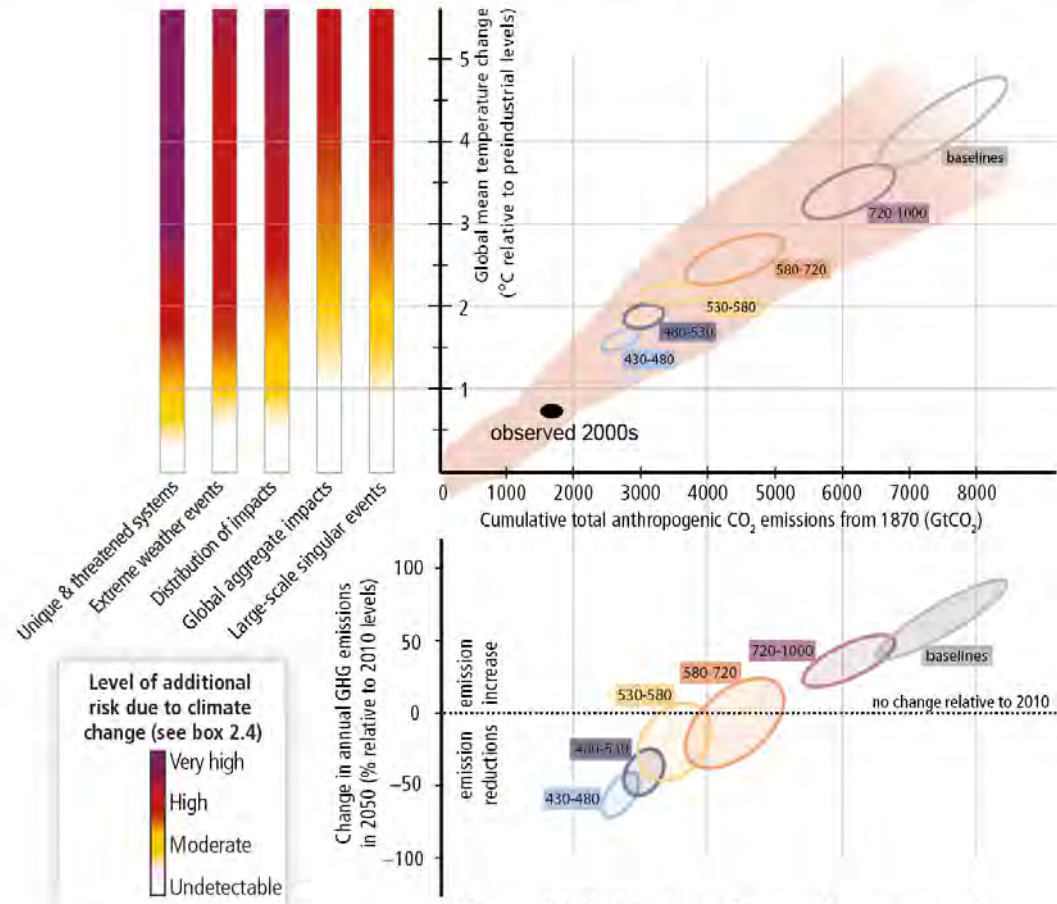 Global mean temperature change
(°C relative to preindustrial levels)
5
4
3
2
1
baselines
720-1000
580-720
530-580
480-530
430-480
observed 2000s
0
1000
2000
3000
4000
5000
6000
7000
8000
Cumulative total anthropogenic CO₂ emissions from 1870 (GtCO₂)
Unique & threatened systems
Extreme weather events
Distribution of impacts
Global aggregate impacts
Large-scale singular events
Level of additional
risk due to climate
change (see box 2.4)
Very high
High
Moderate
Undetectable
Change in annual GHG emissions
in 2050 (% relative to 2010 levels)
100
50
0
−50
−100
emission
increase
emission
reductions
720-1000
580-720
530-580
480-530
430-480
baselines
no change relative to 2010